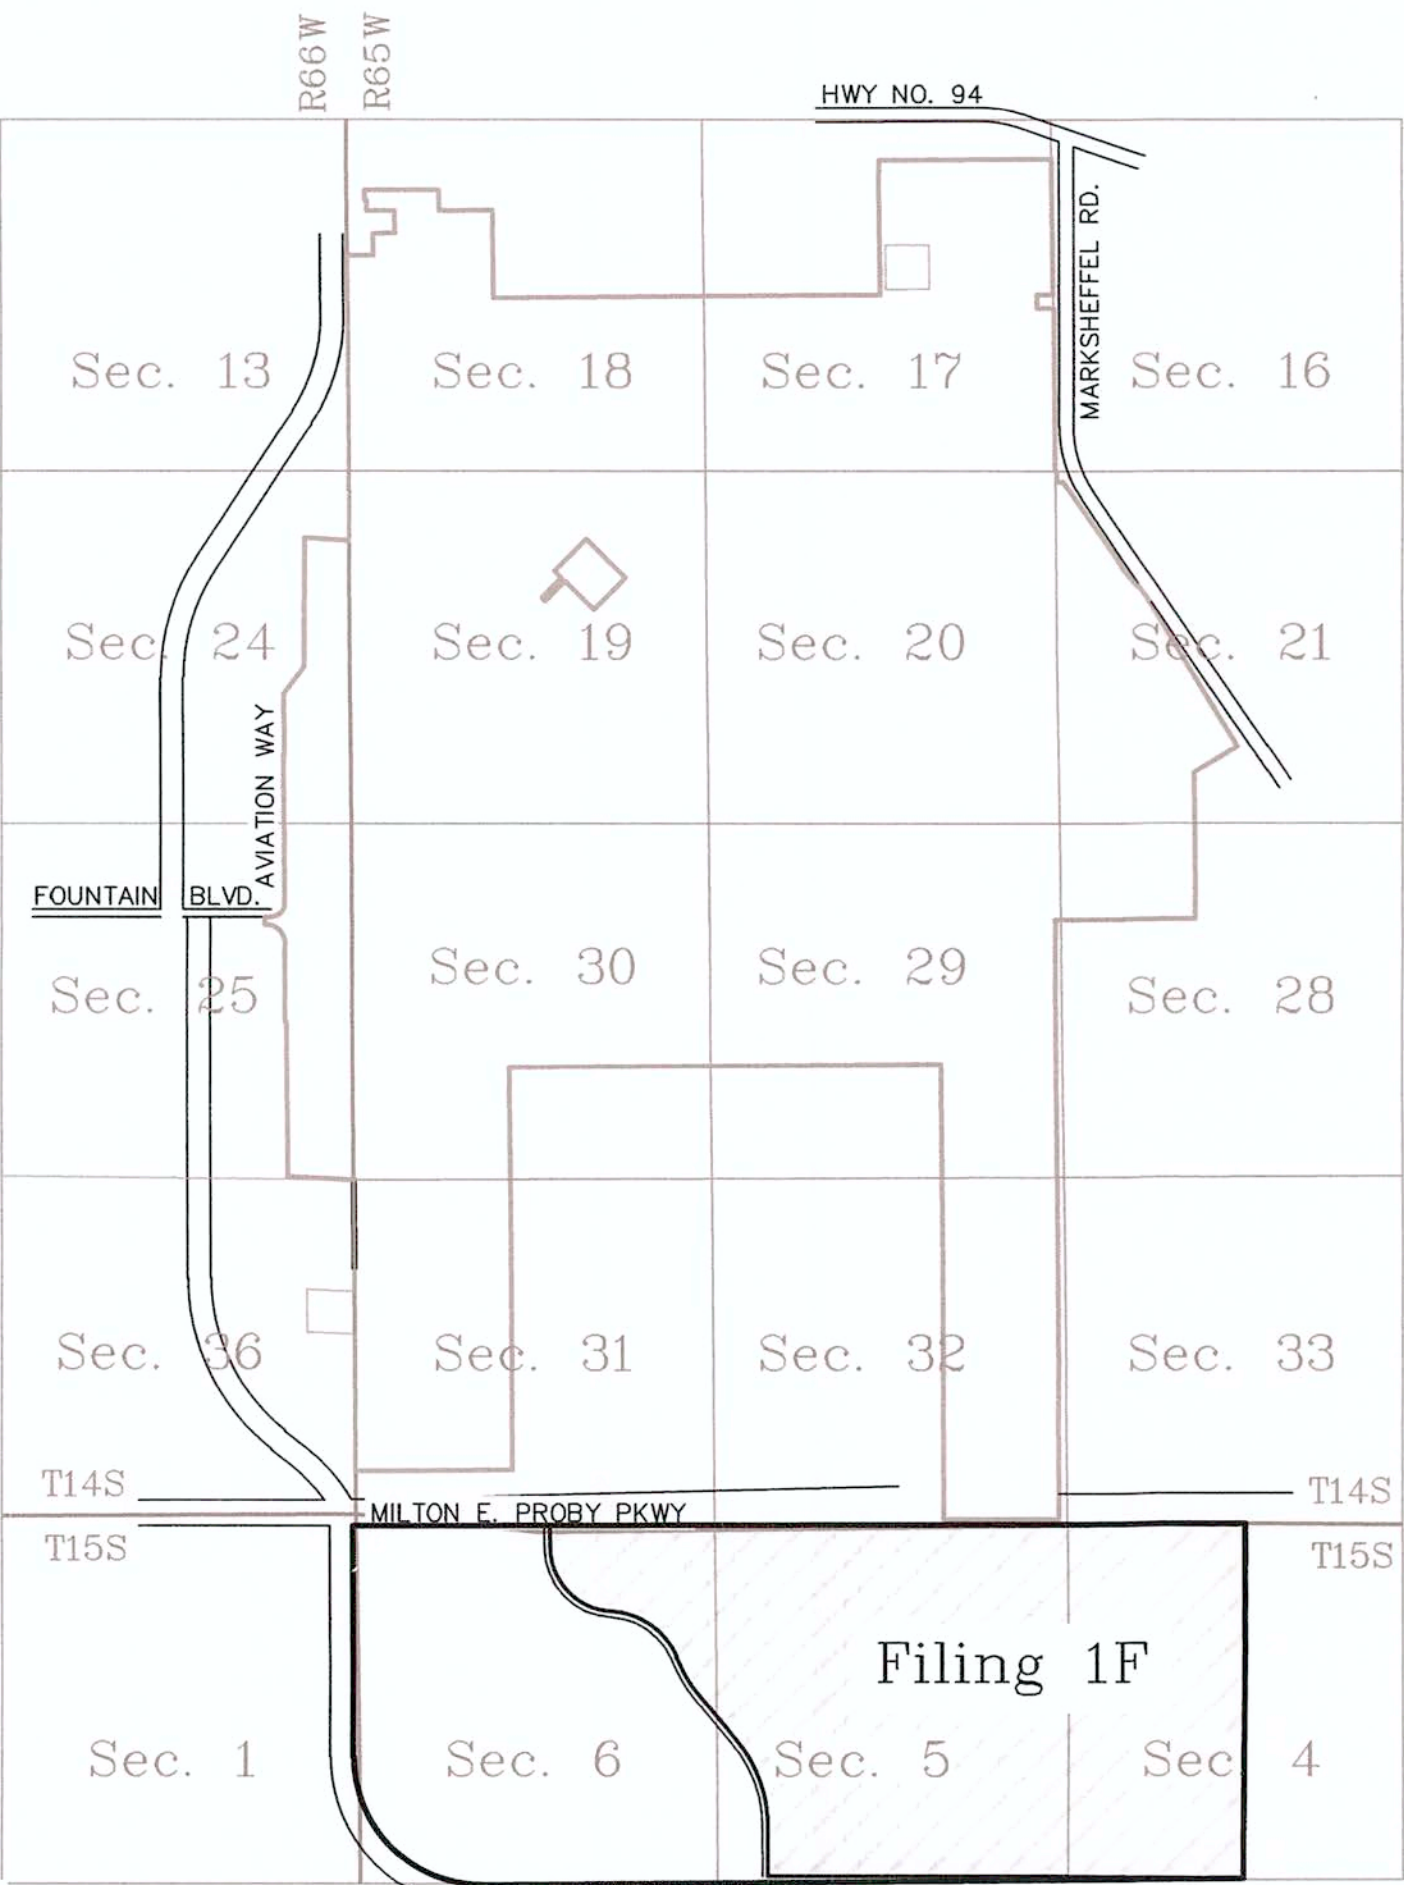 R66W
R65W
HWY NO. 94
MARKSHEFFEL RD.
Sec. 13
Sec. 18
Sec. 17
Sec. 16
Sec. 24
Sec. 19
Sec. 20
Sec. 21
AVIATION WAY
FOUNTAIN BLVD.
Sec. 25
Sec. 30
Sec. 29
Sec. 28
Sec. 36
Sec. 31
Sec. 32
Sec. 33
T14S
T14S
MILTON E. PROBY PKWY
T15S
T15S
Filing 1F
Sec. 1
Sec. 6
Sec. 5
Sec 4